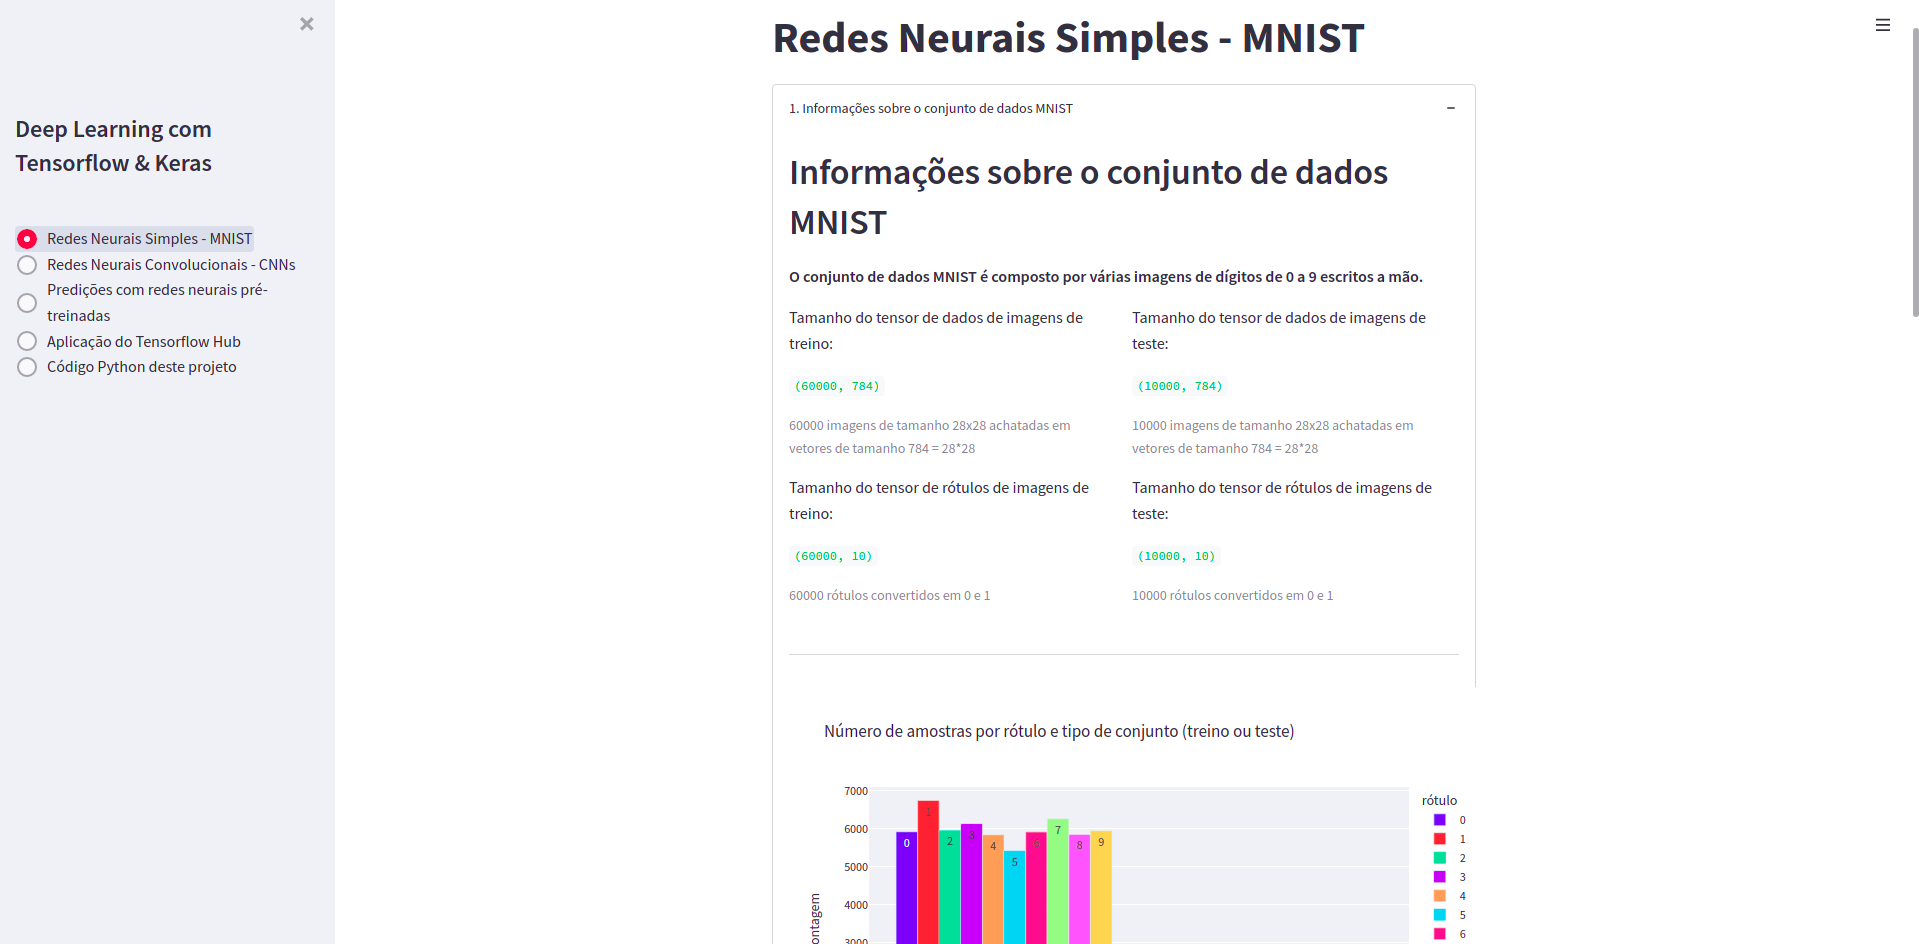 ×
Deep Learning com
Tensorflow & Keras
Redes Neurais Simples - MNIST
Redes Neurais Convolucionais - CNNs
Predições com redes neurais pré-
treinadas
Aplicação do Tensorflow Hub
Código Python deste projeto
Redes Neurais Simples - MNIST
1. Informações sobre o conjunto de dados MNIST
Informações sobre o conjunto de dados
MNIST
O conjunto de dados MNIST é composto por várias imagens de dígitos de 0 a 9 escritos a mão.
Tamanho do tensor de dados de imagens de
treino:
(60000, 784)
60000 imagens de tamanho 28x28 achatadas em
vetores de tamanho 784 = 28*28
Tamanho do tensor de dados de imagens de
teste:
(10000, 784)
10000 imagens de tamanho 28x28 achatadas em
vetores de tamanho 784 = 28*28
Tamanho do tensor de rótulos de imagens de
treino:
(60000, 10)
60000 rótulos convertidos em 0 e 1
Tamanho do tensor de rótulos de imagens de
teste:
(10000, 10)
10000 rótulos convertidos em 0 e 1
Número de amostras por rótulo e tipo de conjunto (treino ou teste)
7000
6000
5000
4000
3000
0
1
2
3
4
5
6
7
8
9
rótulo
0
1
2
3
4
5
6